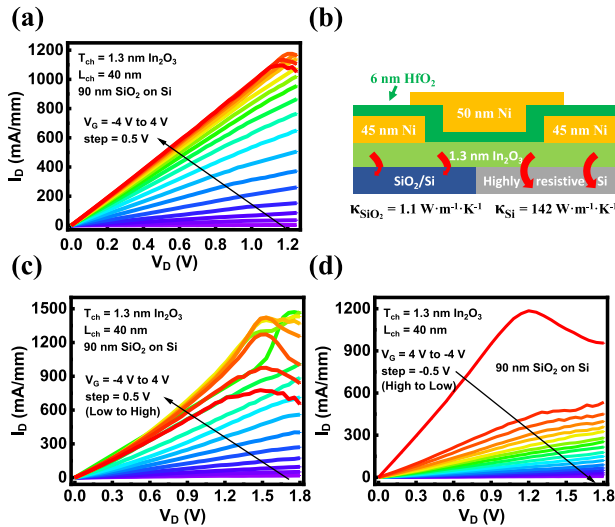 (a)
1200
1000
800
600
400
200
0
I_D (mA/mm)
T_ch = 1.3 nm In₂O₃
L_ch = 40 nm
90 nm SiO₂ on Si
V_G = -4 V to 4 V
step = 0.5 V
0.0 0.2 0.4 0.6 0.8 1.0 1.2
V_D (V)
(b)
6 nm HfO₂
50 nm Ni
45 nm Ni
45 nm Ni
1.3 nm In₂O₃
SiO₂/Si
Highly resistive Si
κ_SiO₂ = 1.1 W·m⁻¹·K⁻¹
κ_Si = 142 W·m⁻¹·K⁻¹
(c)
1500
1200
900
600
300
0
I_D (mA/mm)
T_ch = 1.3 nm In₂O₃
L_ch = 40 nm
90 nm SiO₂ on Si
V_G = -4 V to 4 V
step = 0.5 V
(Low to High)
0.0 0.3 0.6 0.9 1.2 1.5 1.8
V_D (V)
(d)
1200
900
600
300
0
I_D (mA/mm)
T_ch = 1.3 nm In₂O₃
L_ch = 40 nm
V_G = 4 V to -4 V
step = -0.5 V
(High to Low)
90 nm SiO₂ on Si
0.0 0.3 0.6 0.9 1.2 1.5 1.8
V_D (V)